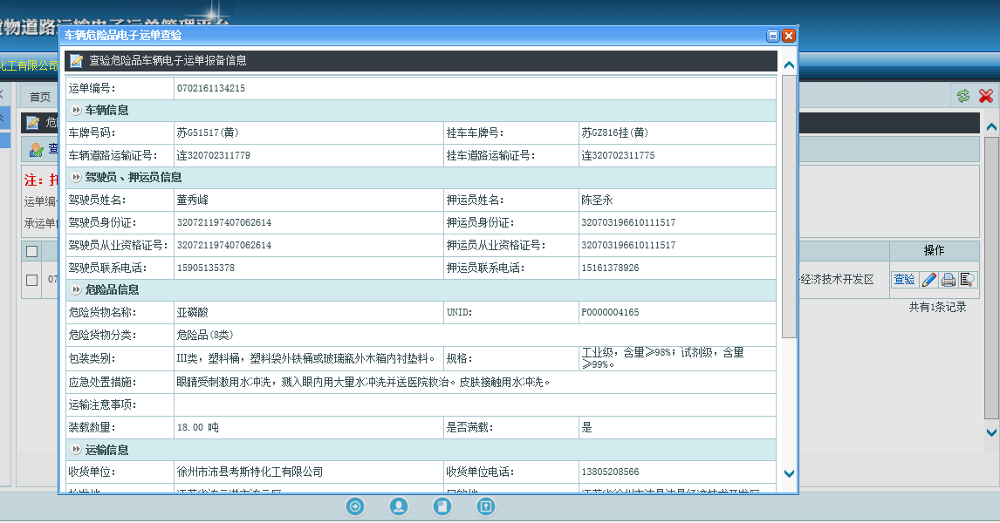 货物道路运输电子运单管理平台
化工有限公司
首页
车辆危险品电子运单查验
查验危险品车辆电子运单报备信息
运单编号： 0702161134215
车辆信息
车牌号码： 苏G51517(黄) 挂车车牌号： 苏GZ816挂(黄)
车辆道路运输证号： 连320702311779 挂车道路运输证号： 连320702311775
驾驶员、押运员信息
驾驶员姓名： 董秀峰 押运员姓名： 陈圣永
驾驶员身份证： 320721197407062614 押运员身份证： 320703196610111517
驾驶员从业资格证号： 320721197407062614 押运员从业资格证号： 320703196610111517
驾驶员联系电话： 15905135378 押运员联系电话： 15161378926
危险品信息
危险货物名称： 亚磷酸 UNID: P0000004165
危险货物分类： 危险品(8类)
包装类别： III类，塑料桶，塑料袋外铁桶或玻璃瓶外木箱内衬垫料。 规格： 工业级，含量≥98%；试剂级，含量
≥99%。
应急处置措施： 眼睛受刺激用水冲洗，溅入眼内用大量水冲洗并送医院救治。皮肤接触用水冲洗。
运输注意事项：
装载数量： 18.00 吨 是否满载： 是
运输信息
收货单位： 徐州市沛县考斯特化工有限公司 收货单位电话： 13805208566
危
查
注：托
运单编
承运单
07
操作
经济技术开发区 查验
共有1条记录